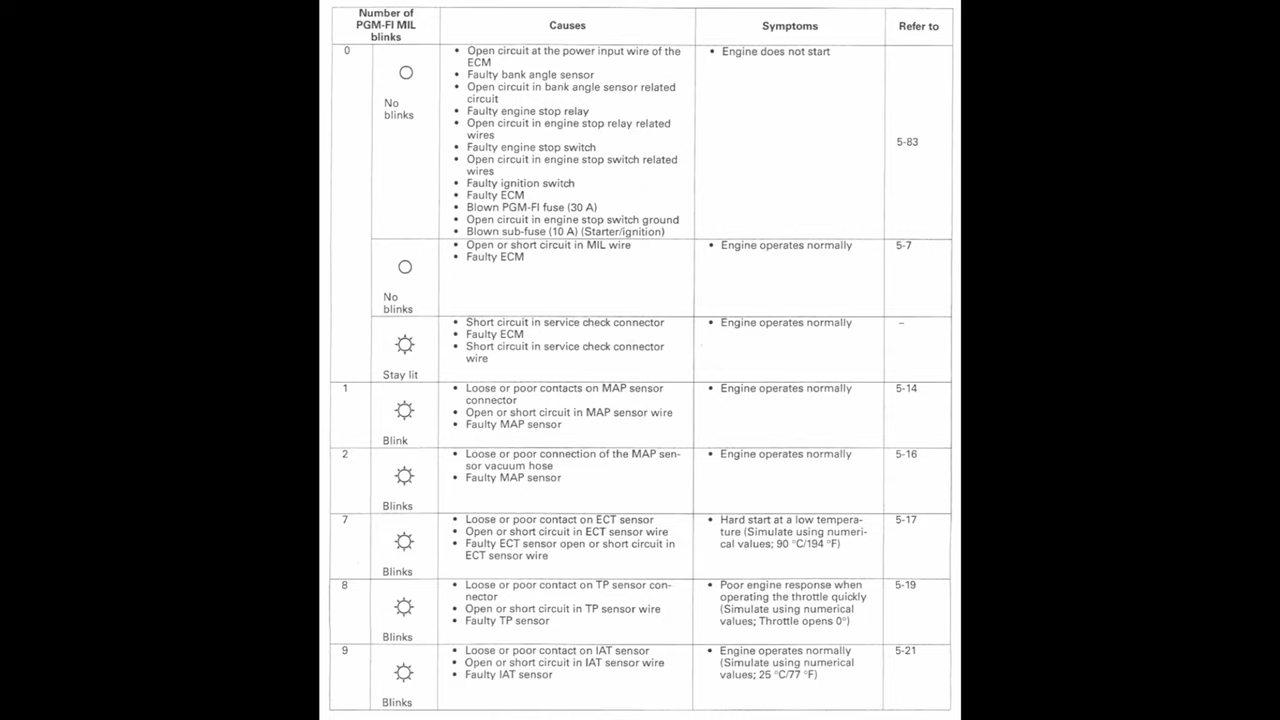 Number of
PGM-FI MIL
blinks
Causes
Symptoms
Refer to
0
No
blinks
• Open circuit at the power input wire of the
ECM
• Faulty bank angle sensor
• Open circuit in bank angle sensor related
circuit
• Faulty engine stop relay
• Open circuit in engine stop relay related
wires
• Faulty engine stop switch
• Open circuit in engine stop switch related
wires
• Faulty ignition switch
• Faulty ECM
• Blown PGM-FI fuse (30 A)
• Open circuit in engine stop switch ground
• Blown sub-fuse (10 A) (Starter/ignition)
• Engine does not start
5-83
No
blinks
• Open or short circuit in MIL wire
• Faulty ECM
• Engine operates normally
5-7
Stay lit
• Short circuit in service check connector
• Faulty ECM
• Short circuit in service check connector
wire
• Engine operates normally
–
1
Blink
• Loose or poor contacts on MAP sensor
connector
• Open or short circuit in MAP sensor wire
• Faulty MAP sensor
• Engine operates normally
5-14
2
Blinks
• Loose or poor connection of the MAP sen-
sor vacuum hose
• Faulty MAP sensor
• Engine operates normally
5-16
7
Blinks
• Loose or poor contact on ECT sensor
• Open or short circuit in ECT sensor wire
• Faulty ECT sensor open or short circuit in
ECT sensor wire
• Hard start at a low tempera-
ture (Simulate using numeri-
cal values; 90 °C/194 °F)
5-17
8
Blinks
• Loose or poor contact on TP sensor con-
nector
• Open or short circuit in TP sensor wire
• Faulty TP sensor
• Poor engine response when
operating the throttle quickly
(Simulate using numerical
values; Throttle opens 0°)
5-19
9
Blinks
• Loose or poor contact on IAT sensor
• Open or short circuit in IAT sensor wire
• Faulty IAT sensor
• Engine operates normally
(Simulate using numerical
values; 25 °C/77 °F)
5-21